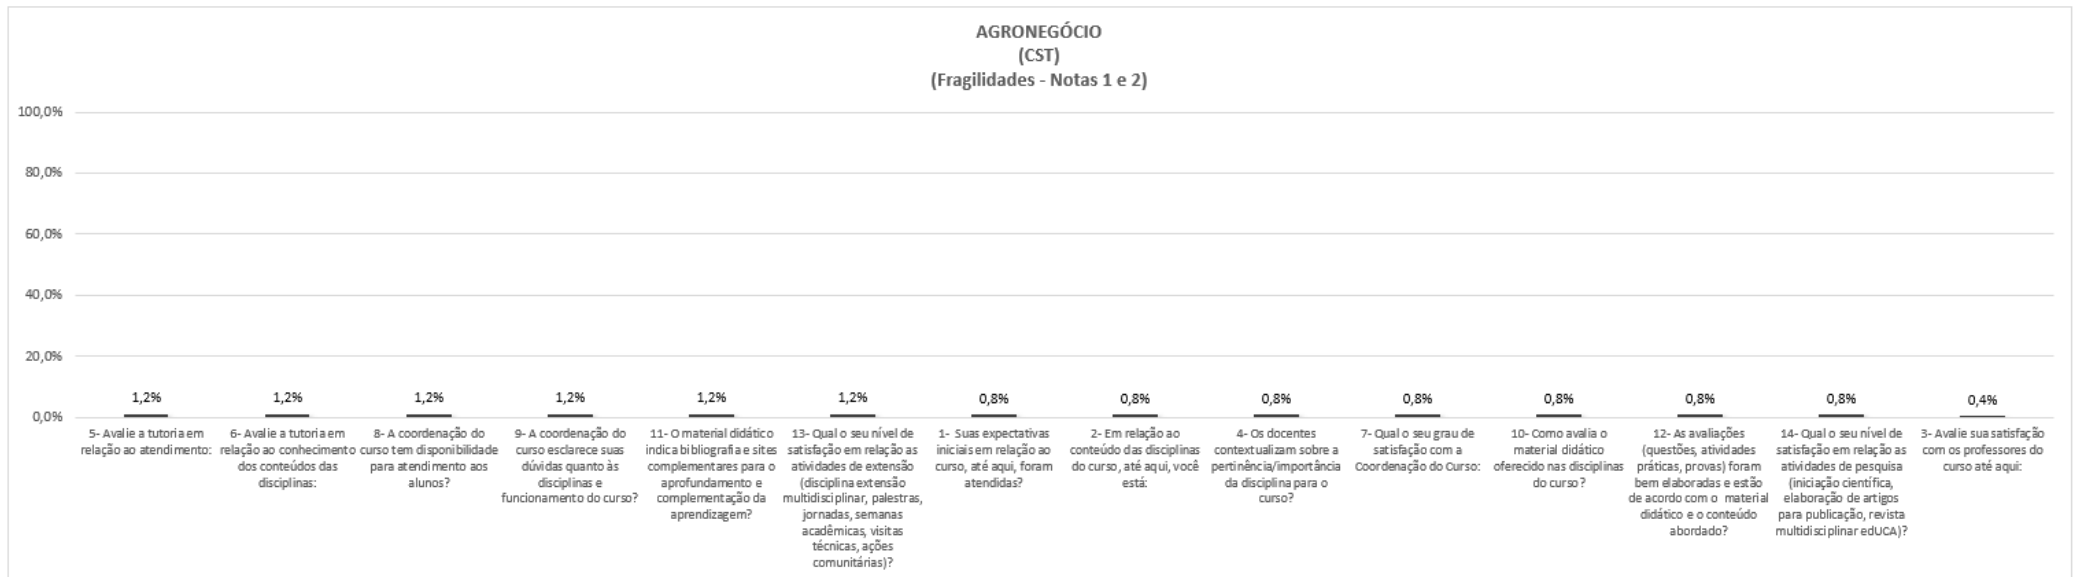 AGRONEGÓCIO
(CST)
(Fragilidades - Notas 1 e 2)
100,0%
80,0%
60,0%
40,0%
20,0%
0,0%
1,2%
1,2%
1,2%
1,2%
1,2%
1,2%
0,8%
0,8%
0,8%
0,8%
0,8%
0,8%
0,8%
0,4%
5- Avalie a tutoria em
relação ao atendimento:
6- Avalie a tutoria em
relação ao conhecimento
dos conteúdos das
disciplinas:
8- A coordenação do
curso tem disponibilidade
para atendimento aos
alunos?
9- A coordenação do
curso esclarece suas
dúvidas quanto às
disciplinas e
funcionamento do curso?
11- O material didático
indica bibliografia e sites
complementares para o
aprofundamento e
complementação da
aprendizagem?
13- Qual o seu nível de
satisfação em relação as
atividades de extensão
(disciplina extensão
multidisciplinar, palestras,
jornadas, semanas
acadêmicas, visitas
técnicas, ações
comunitárias)?
1- Suas expectativas
iniciais em relação ao
curso, até aqui, foram
atendidas?
2- Em relação ao
conteúdo das disciplinas
do curso, até aqui, você
está:
4- Os docentes
contextualizam sobre a
pertinência/importância
da disciplina para o
curso?
7- Qual o seu grau de
satisfação com a
Coordenação do Curso:
10- Como avalia o
material didático
oferecido nas disciplinas
do curso?
12- As avaliações
(questões, atividades
práticas, provas) foram
bem elaboradas e estão
de acordo com o material
didático e o conteúdo
abordado?
14- Qual o seu nível de
satisfação em relação as
atividades de pesquisa
(iniciação científica,
elaboração de artigos
para publicação, revista
multidisciplinar edUCA)?
3- Avalie sua satisfação
com os professores do
curso até aqui: